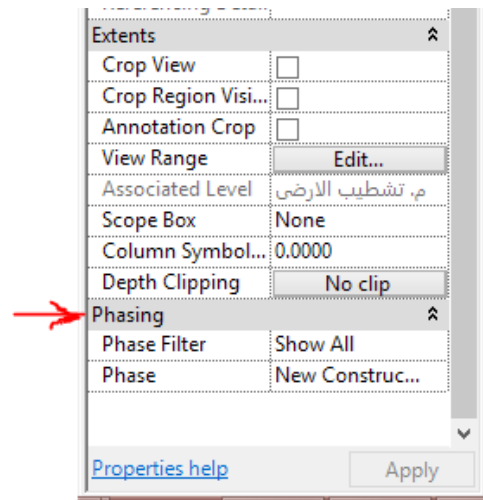 Extents
Crop View
Crop Region Visi...
Annotation Crop
View Range Edit...
Associated Level م. تشطيب الارضى
Scope Box None
Column Symbol... 0.0000
Depth Clipping No clip
Phasing
Phase Filter Show All
Phase New Construc...
Properties help Apply